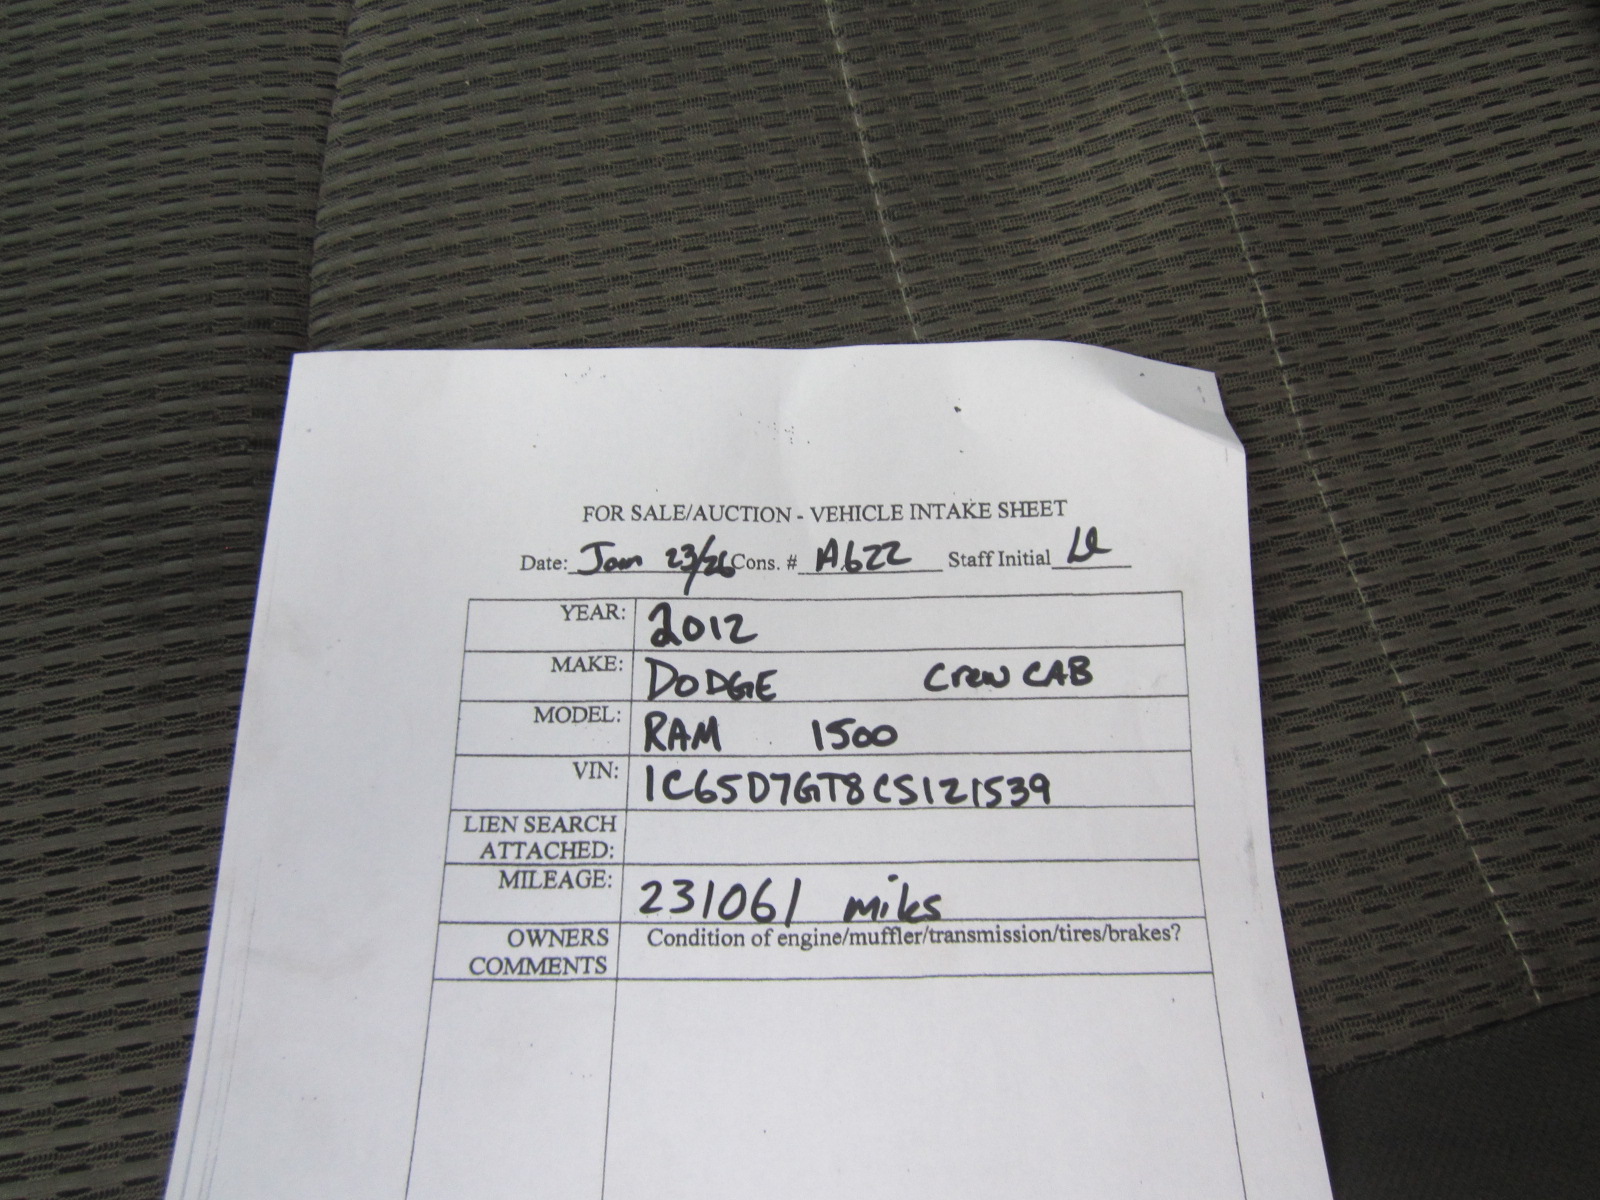 FOR SALE/AUCTION - VEHICLE INTAKE SHEET
Date: Jan 23/26 Cons. # A622 Staff Initial
YEAR: 2012
MAKE: DODGE Crew CAB
MODEL: RAM 1500
VIN: 1C65D7GT8CS121539
LIEN SEARCH
ATTACHED:
MILEAGE: 231061 miles
OWNERS Condition of engine/muffler/transmission/tires/brakes?
COMMENTS